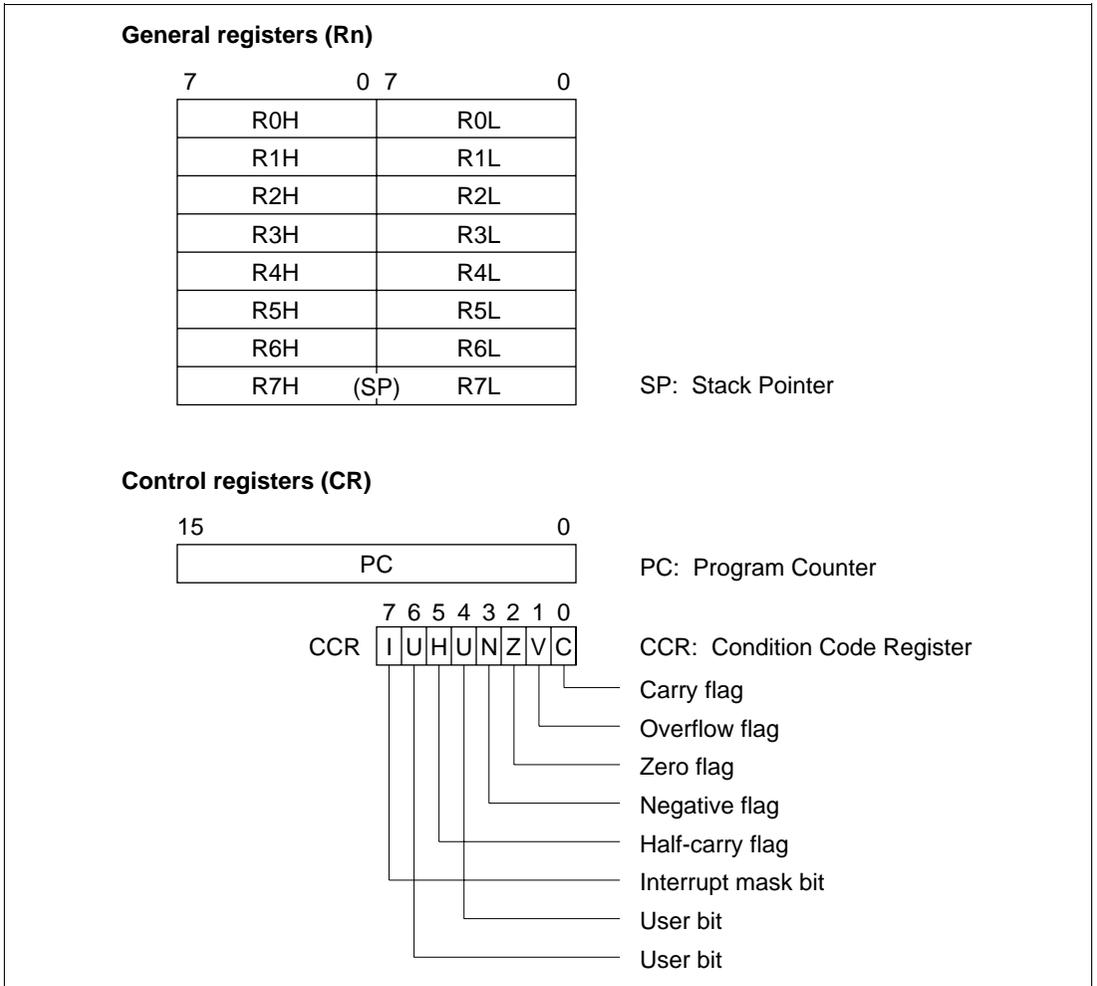 General registers (Rn)
7 0 7 0
R0H R0L
R1H R1L
R2H R2L
R3H R3L
R4H R4L
R5H R5L
R6H R6L
R7H (SP) R7L SP: Stack Pointer
Control registers (CR)
15 0
PC PC: Program Counter
7 6 5 4 3 2 1 0
CCR I U H U N Z V C CCR: Condition Code Register
Carry flag
Overflow flag
Zero flag
Negative flag
Half-carry flag
Interrupt mask bit
User bit
User bit